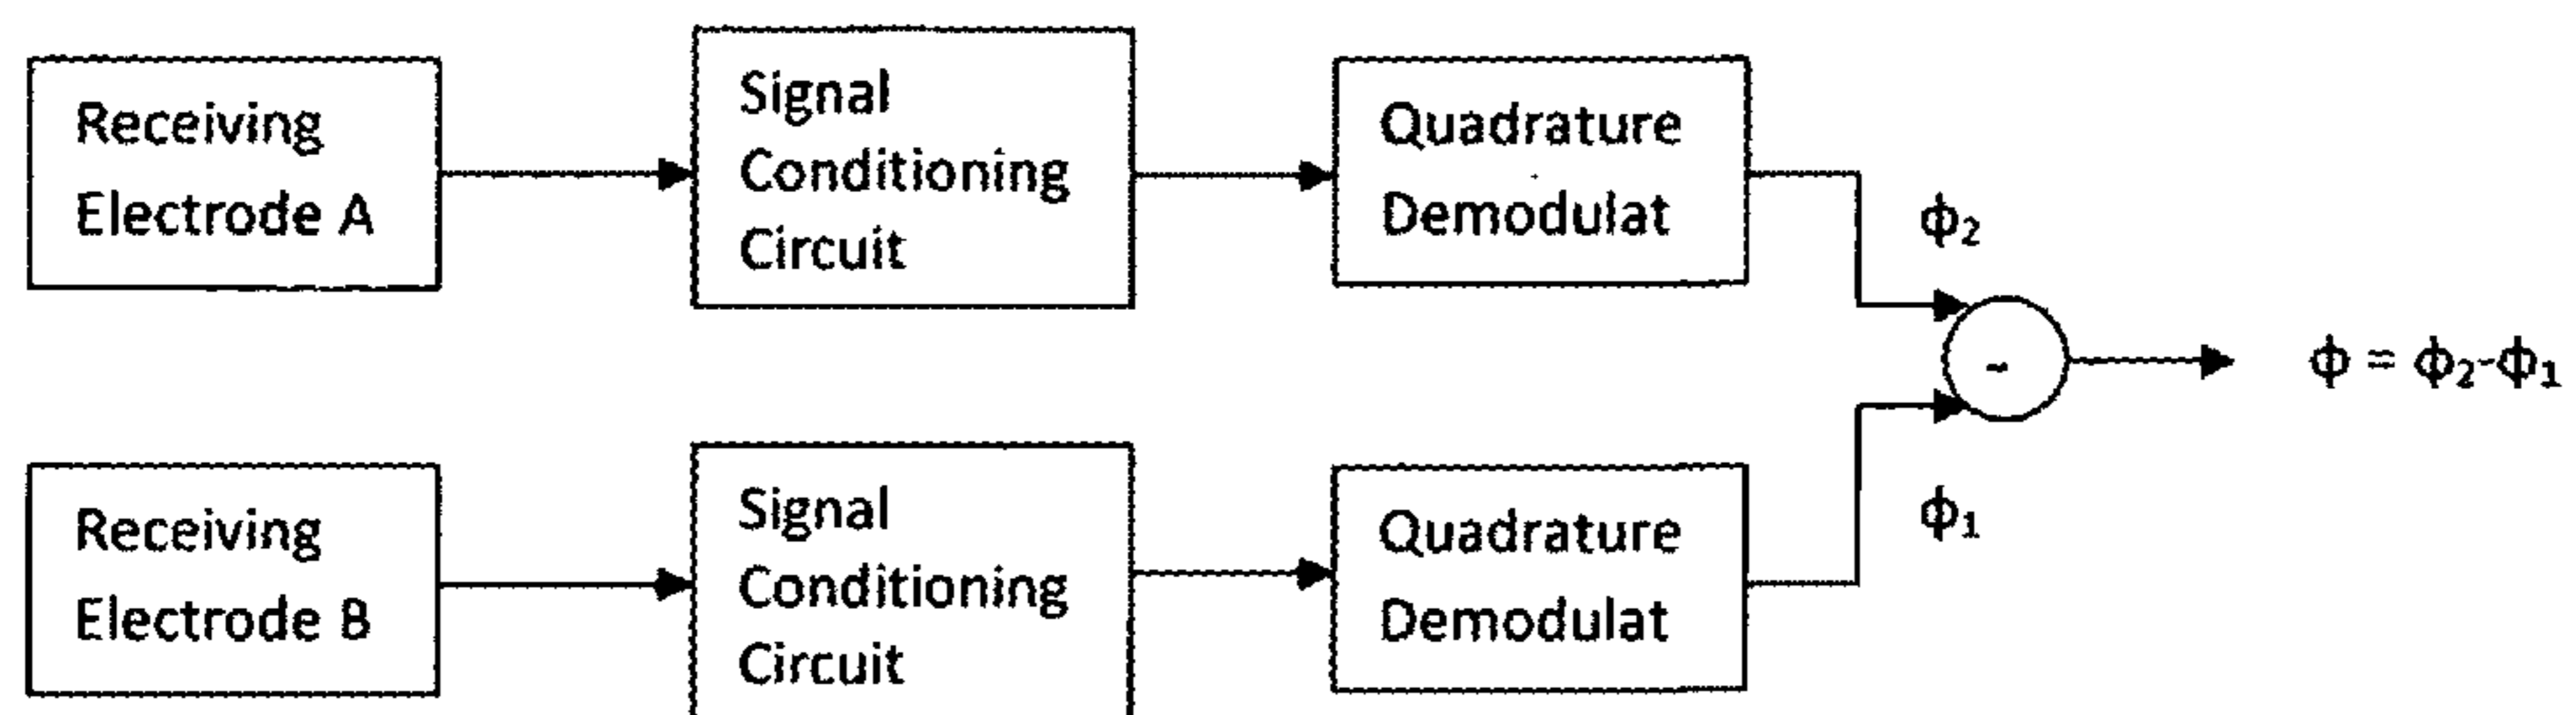 Receiving
Electrode A
Signal
Conditioning
Circuit
Quadrature
Demodulat
ϕ₂
-
ϕ = ϕ₂-ϕ₁
Receiving
Electrode B
Signal
Conditioning
Circuit
Quadrature
Demodulat
ϕ₁